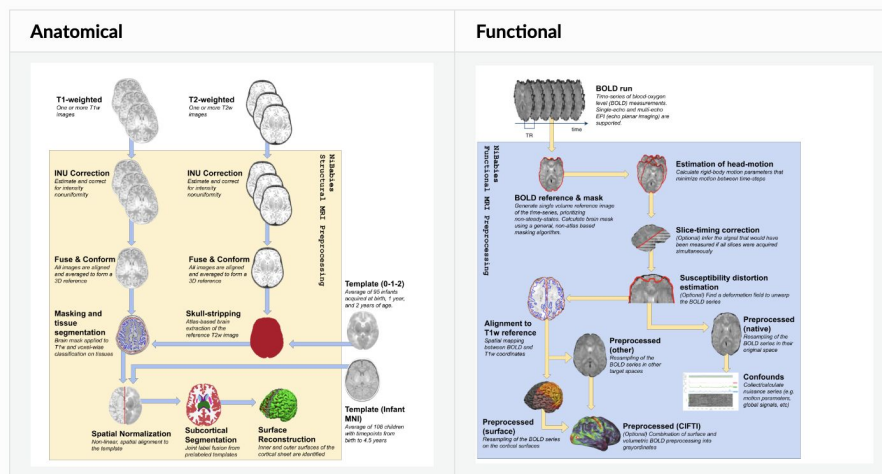 Anatomical
T1-weighted
One or more T1w
images
T2-weighted
One or more T2w
images
NiBabies
Structural MRI Preprocessing
INU Correction
Estimate and correct
for intensity
nonuniformity
INU Correction
Estimate and correct
for intensity
nonuniformity
Fuse & Conform
All images are aligned
and averaged to form a
3D reference
Fuse & Conform
All images are aligned
and averaged to form a
3D reference
Template (0-1-2)
Average of 95 infants
acquired at birth, 1 year,
and 2 years of age.
Masking and
tissue
segmentation
Brain mask applied to
T1w and voxel-wise
classification on tissues
Skull-stripping
Atlas-based brain
extraction of the
reference T2w image
Template (Infant
MNI)
Average of 106 children
with timepoints from
birth to 4.5 years
Spatial Normalization
Non-linear, spatial alignment to
the template
Subcortical
Segmentation
Joint label fusion from
prelabeled templates
Surface
Reconstruction
Inner and outer surfaces of the
cortical sheet are identified
Functional
BOLD run
Time-series of blood-oxygen
level (BOLD) measurements.
Single-echo and multi-echo
EPI (echo planar imaging) are
supported.
time
TR
NiBabies
Functional MRI Preprocessing
BOLD reference & mask
Generate single volume reference image
of the time-series, prioritizing
non-steady-states. Calculate brain mask
using a general, non-atlas based
masking algorithm.
Estimation of head-motion
Calculate rigid-body motion parameters that
minimize motion between time-steps
Slice-timing correction
(Optional) Infer the signal that would have
been measured if all slices were acquired
simultaneously
Susceptibility distortion
estimation
(Optional) Find a deformation field to unwarp
the BOLD series
Alignment to
T1w reference
Spatial mapping
between BOLD and
T1w coordinates
Preprocessed
(other)
Resampling of the
BOLD series in other
target spaces
Preprocessed
(native)
Resampling of the
BOLD series in their
original space
Confounds
Collect/calculate
nuissance series (e.g.
motion parameters,
global signals, etc)
Preprocessed
(surface)
Resampling of the BOLD series
on the cortical surfaces
Preprocessed (CIFTI)
(Optional) Combination of surface and
volumetric BOLD preprocessing into
grayordinates